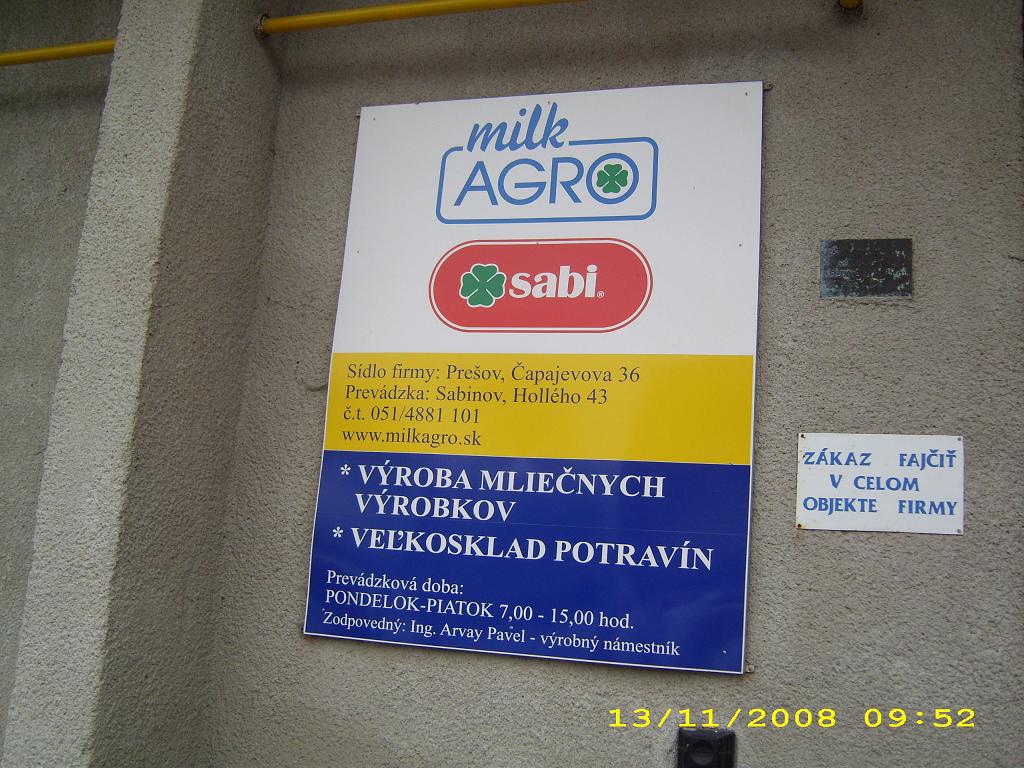 milk
AGRO
sabi®
Sídlo firmy: Prešov, Čapajevova 36
Prevádzka: Sabinov, Hollého 43
č.t. 051/4881 101
www.milkagro.sk
* VÝROBA MLIEČNYCH
VÝROBKOV
* VEĽKOSKLAD POTRAVÍN
Prevádzková doba:
PONDELOK-PIATOK 7,00 - 15,00 hod.
Zodpovedný: Ing. Arvay Pavel - výrobný námestník
ZÁKAZ FAJČIŤ
V CELOM
OBJEKTE FIRMY
13/11/2008 09:52